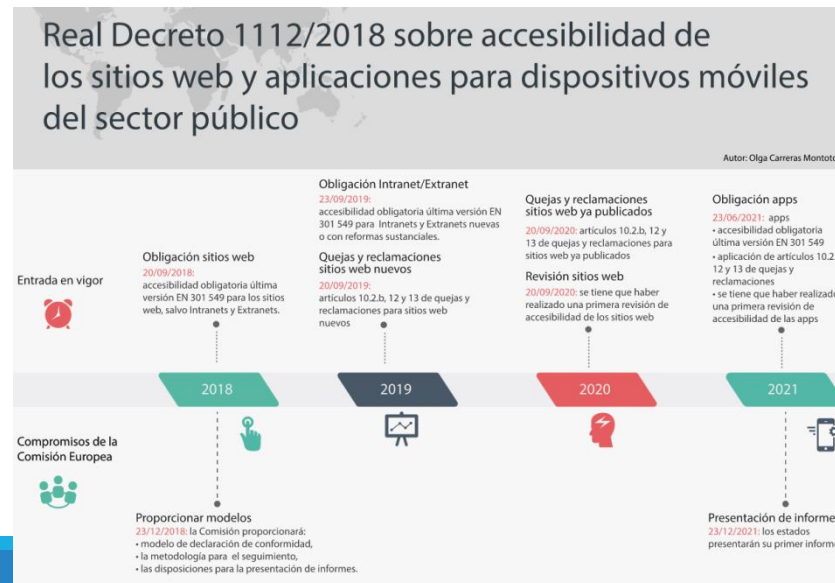 Real Decreto 1112/2018 sobre accesibilidad de
los sitios web y aplicaciones para dispositivos móviles
del sector público
Autor: Olga Carreras Montoto
Entrada en vigor
Obligación sitios web
20/09/2018:
accesibilidad obligatoria última
versión EN 301 549 para los sitios
web, salvo Intranets y Extranets.
Obligación Intranet/Extranet
23/09/2019:
accesibilidad obligatoria última versión EN
301 549 para Intranets y Extranets nuevas
o con reformas sustanciales.
Quejas y reclamaciones
sitios web nuevos
20/09/2019:
artículos 10.2.b, 12 y 13 de quejas y
reclamaciones para sitios web
nuevos
Quejas y reclamaciones
sitios web ya publicados
20/09/2020: artículos 10.2.b, 12 y
13 de quejas y reclamaciones para
sitios web ya publicados
Revisión sitios web
20/09/2020: se tiene que haber
realizado una primera revisión de
accesibilidad de los sitios web
Obligación apps
23/06/2021: apps
• accesibilidad obligatoria
última versión EN 301 549
• aplicación de artículos 10.2
12 y 13 de quejas y
reclamaciones
• se tiene que haber realizado
una primera revisión de
accesibilidad de las apps
2018
2019
2020
2021
Compromisos de la
Comisión Europea
Proporcionar modelos
23/12/2018: la Comisión proporcionará:
• modelo de declaración de conformidad,
• la metodología para el seguimiento,
• las disposiciones para la presentación de informes.
Presentación de informe
23/12/2021: los estados
presentarán su primer inform